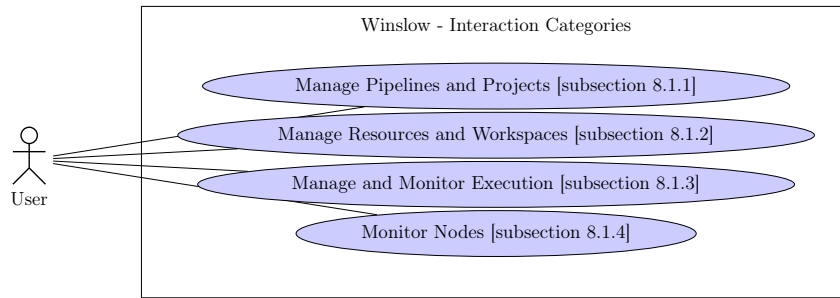 Winslow - Interaction Categories
Manage Pipelines and Projects [subsection 8.1.1]
Manage Resources and Workspaces [subsection 8.1.2]
Manage and Monitor Execution [subsection 8.1.3]
User
Monitor Nodes [subsection 8.1.4]